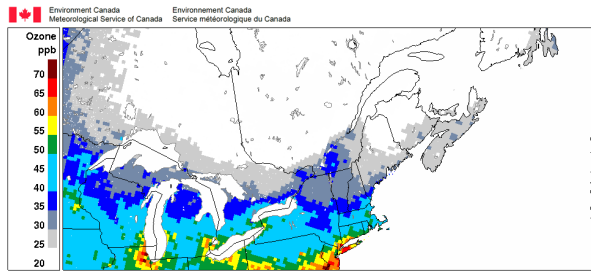 Environment Canada
Meteorological Service of Canada
Environnement Canada
Service météorologique du Canada
Ozone
ppb
70
65
60
55
50
45
40
35
30
25
20